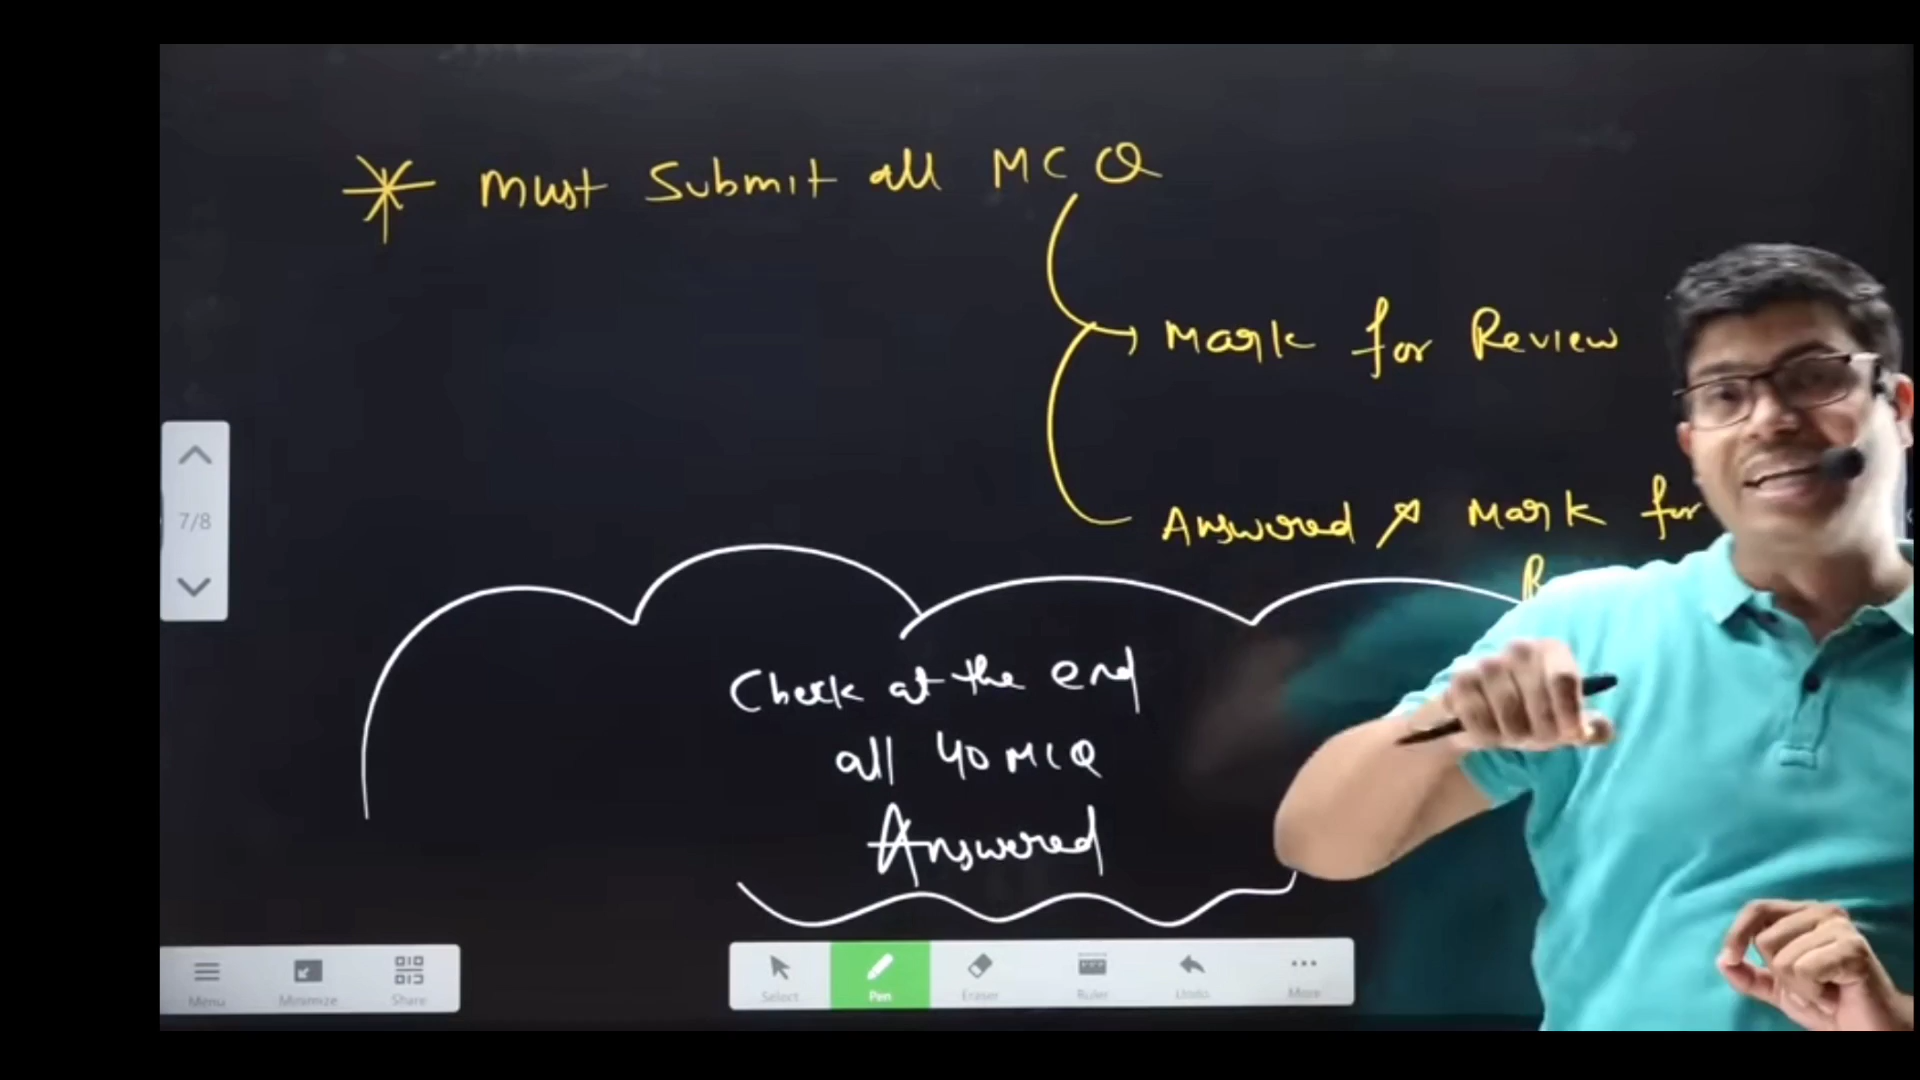 * Must Submit all MCQ
Mark for Review
Answered ↗ Mark for
7/8
Check at the end
all 40 MCQ
Answered
Menu Minimize Share
Select Pen Eraser Ruler Undo More